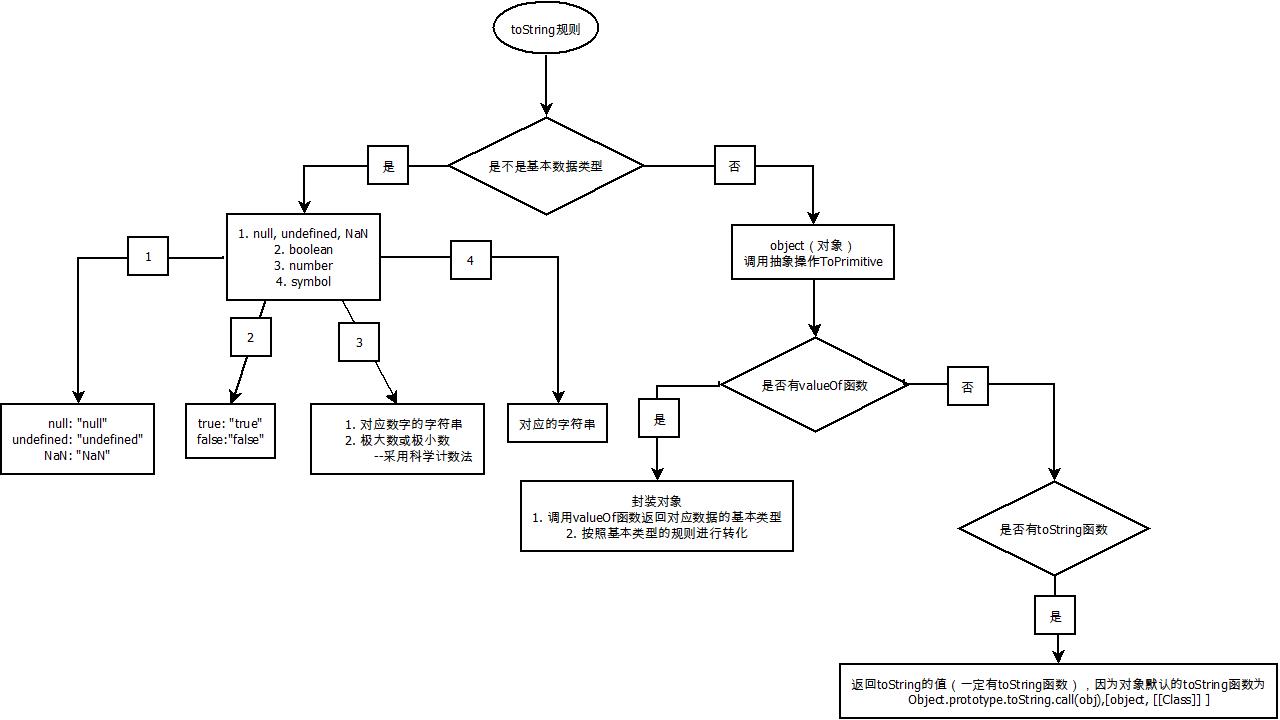 toString规则
是不是基本数据类型
是
否
1. null, undefined, NaN
2. boolean
3. number
4. symbol
object（对象）
调用抽象操作ToPrimitive
1
4
2
3
是否有valueOf函数
是
否
null: "null"
undefined: "undefined"
NaN: "NaN"
true: "true"
false:"false"
1. 对应数字的字符串
2. 极大数或极小数
--采用科学计数法
对应的字符串
封装对象
1. 调用valueOf函数返回对应数据的基本类型
2. 按照基本类型的规则进行转化
是否有toString函数
是
返回toString的值（一定有toString函数），因为对象默认的toString函数为
Object.prototype.toString.call(obj),[object, [[Class]] ]